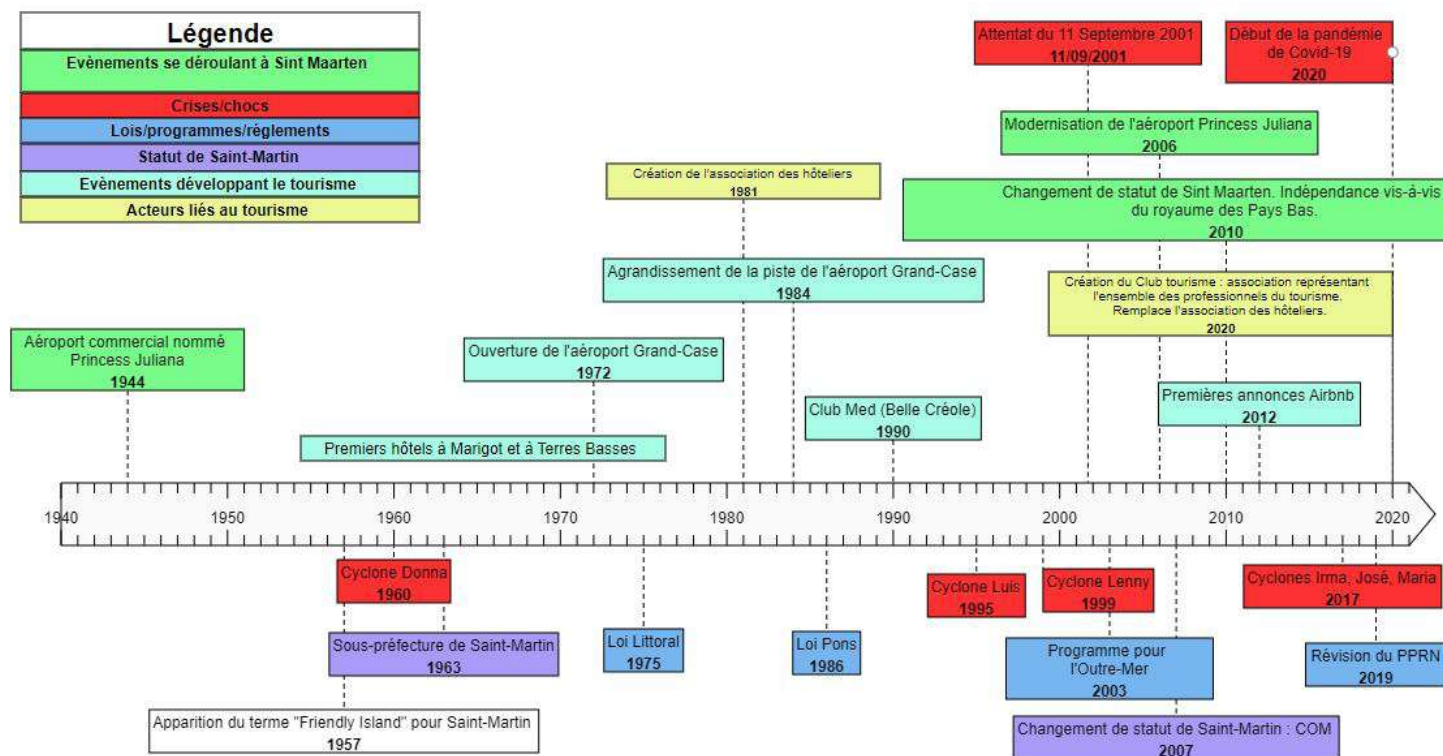 Légende
Evènements se déroulant à Sint Maarten
Crises/chocs
Lois/programmes/réglements
Statut de Saint-Martin
Evènements développant le tourisme
Acteurs liés au tourisme
Attentat du 11 Septembre 2001
11/09/2001
Début de la pandémie
de Covid-19
2020
Modernisation de l'aéroport Princess Juliana
2006
Création de l'association des hôteliers
1981
Changement de statut de Sint Maarten. Indépendance vis-à-vis
du royaume des Pays Bas.
2010
Agrandissement de la piste de l'aéroport Grand-Case
1984
Création du Club tourisme : association représentant
l'ensemble des professionnels du tourisme.
Remplace l'association des hôteliers.
2020
Aéroport commercial nommé
Princess Juliana
1944
Ouverture de l'aéroport Grand-Case
1972
Club Med (Belle Créole)
1990
Premières annonces Airbnb
2012
Premiers hôtels à Marigot et à Terres Basses
1940 1950 1960 1970 1980 1990 2000 2010 2020
Cyclone Donna
1960
Cyclone Luis
1995
Cyclone Lenny
1999
Cyclones Irma, José, Maria
2017
Sous-préfecture de Saint-Martin
1963
Loi Littoral
1975
Loi Pons
1986
Programme pour
l'Outre-Mer
2003
Révision du PPRN
2019
Apparition du terme "Friendly Island" pour Saint-Martin
1957
Changement de statut de Saint-Martin : COM
2007